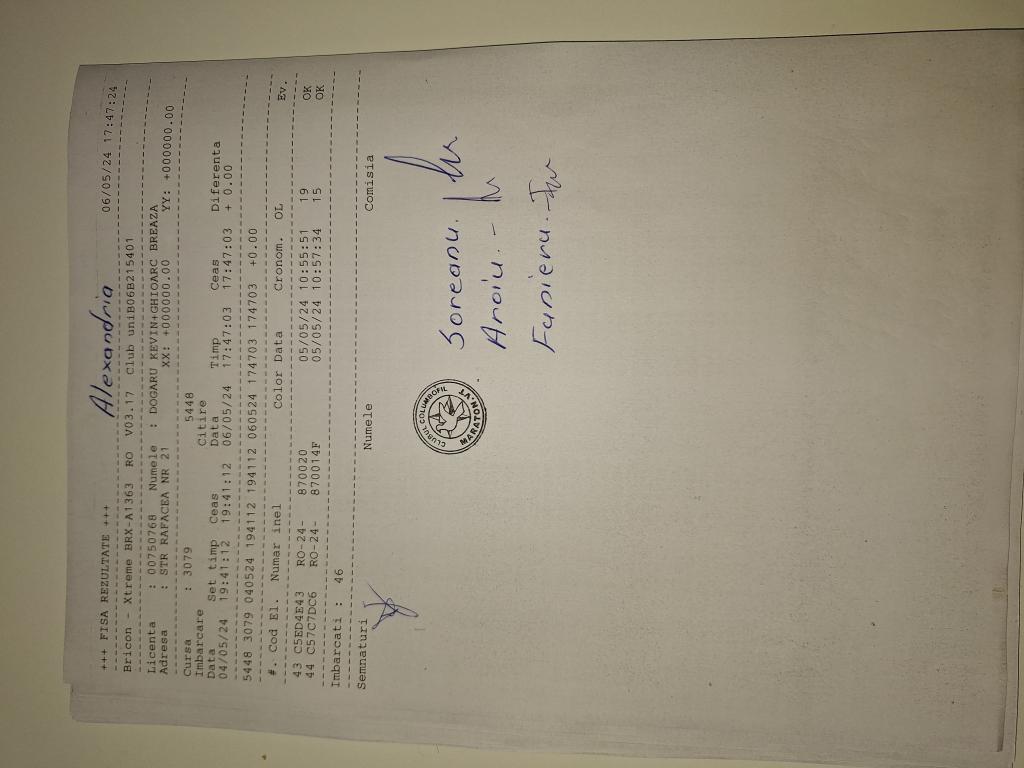 Alexandria
+++ FISA REZULTATE +++ 06/05/24 17:47:24
Bricon - Xtreme BRX-A1363 RO V03.17 Club uniB06B215401
Licenta : 00750768 Numele : DOGARU KEVIN+GHIOARC BREAZA
Adresa : STR RAFACEA NR 21 XX: +000000.00 YY: +000000.00
Cursa : 3079 5448
Imbarcare Citire
Data Set timp Ceas Data Timp Ceas Diferenta
04/05/24 19:41:12 19:41:12 06/05/24 17:47:03 17:47:03 + 0.00
5448 3079 040524 194112 194112 060524 174703 174703 +0.00
#. Cod El. Numar inel Color Data Cronom. OL Ev.
43 C5ED4E43 RO-24- 870020 05/05/24 10:55:51 19 OK
44 C57C7DC6 RO-24- 870014F 05/05/24 10:57:34 15 OK
Imbarcati : 46
Semnaturi : Numele Comisia
CLUBUL COLUMBOFIL
MARATON.VT
Soreanu.
Aroiu. -